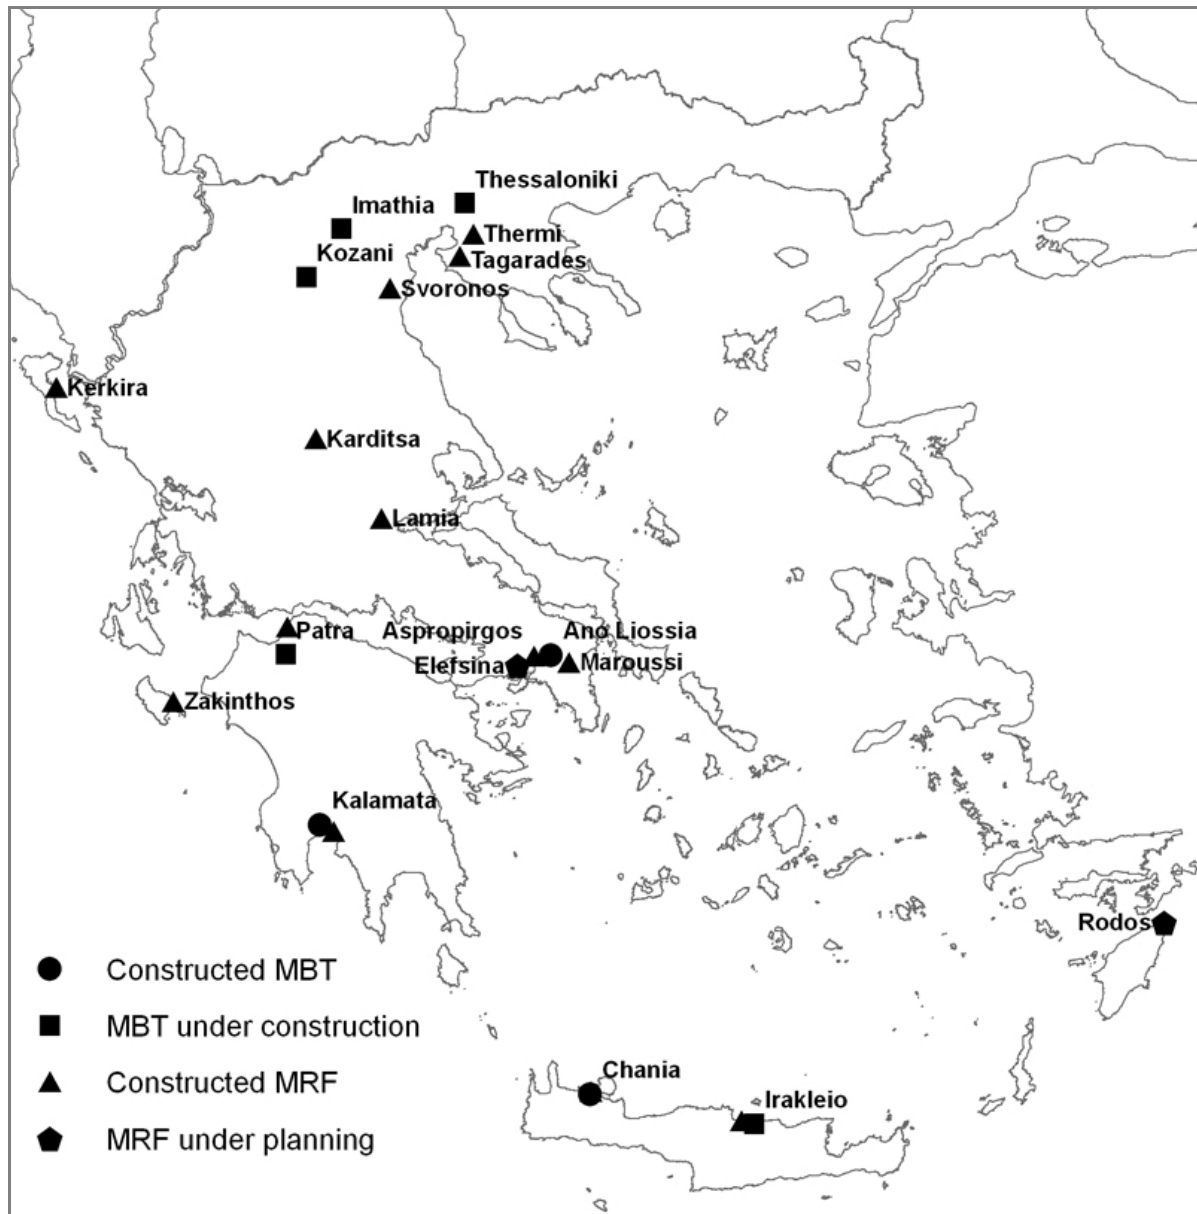 Thessaloniki
Imathia
Thermi
Kozani
Tagarades
Svoronos
Kerkira
Karditsa
Lamia
Patra
Aspropirgos
Ano Liossia
Elefsina
Maroussi
Zakinthos
Kalamata
Rodos
Constructed MBT
MBT under construction
Constructed MRF
MRF under planning
Chania
Irakleio